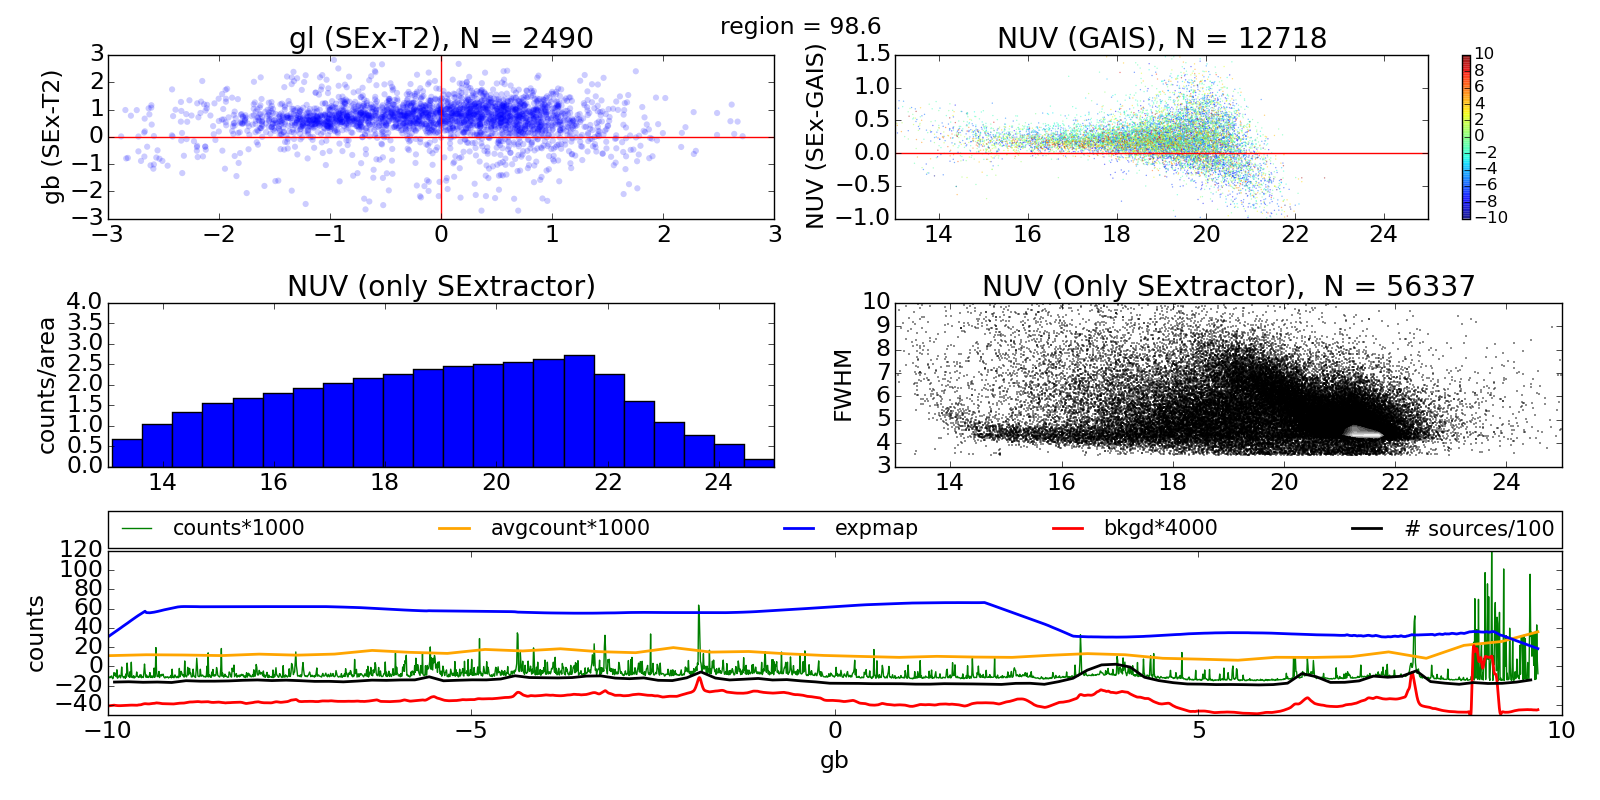 region = 98.6
gl (SEx-T2), N = 2490
3
2
1
0
−1
−2
−3
gb (SEx-T2)
−3 −2 −1 0 1 2 3
NUV (GAIS), N = 12718
1.5
1.0
0.5
0.0
−0.5
−1.0
NUV (SEx-GAIS)
14 16 18 20 22 24
10
8
6
4
2
0
−2
−4
−6
−8
−10
NUV (only SExtractor)
4.0
3.5
3.0
2.5
2.0
1.5
1.0
0.5
0.0
counts/area
14 16 18 20 22 24
NUV (Only SExtractor), N = 56337
10
9
8
7
6
5
4
3
FWHM
14 16 18 20 22 24
counts*1000 avgcount*1000 expmap bkgd*4000 # sources/100
120
100
80
60
40
20
0
−20
−40
counts
−10 −5 0 5 10
gb